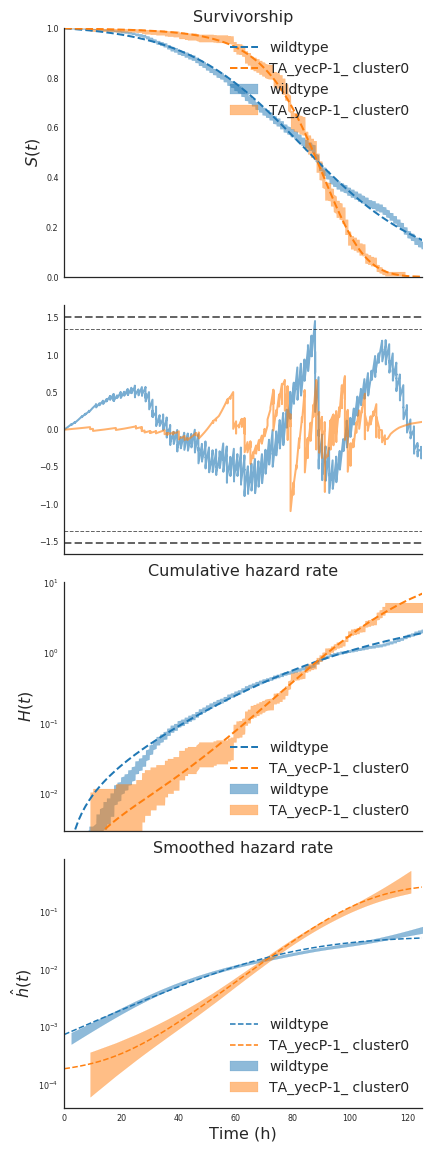 Survivorship
1.0
0.8
0.6
0.4
0.2
0.0
S(t)
wildtype
TA_yecP-1_ cluster0
wildtype
TA_yecP-1_ cluster0
1.5
1.0
0.5
0.0
−0.5
−1.0
−1.5
Cumulative hazard rate
10¹
10⁰
10⁻¹
10⁻²
H(t)
wildtype
TA_yecP-1_ cluster0
wildtype
TA_yecP-1_ cluster0
Smoothed hazard rate
10⁻¹
10⁻²
10⁻³
10⁻⁴
ĥ(t)
wildtype
TA_yecP-1_ cluster0
wildtype
TA_yecP-1_ cluster0
0 20 40 60 80 100 120
Time (h)